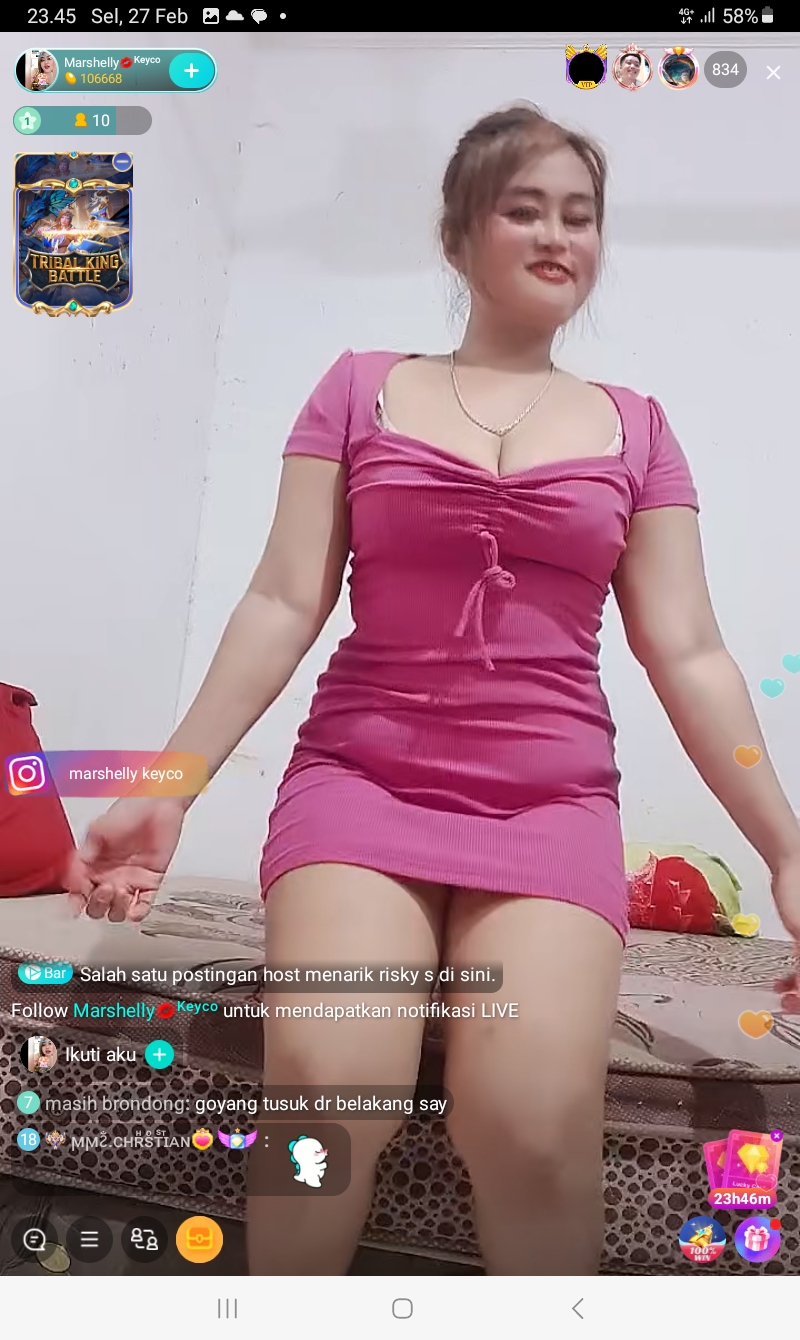 23.45 Sel, 27 Feb
4G+ 58%
Marshelly💋Keyco
106668
VIP
834
1
10
TRIBAL KING
BATTLE
marshelly keyco
Bar Salah satu postingan host menarik risky s di sini.
Follow Marshelly💋Keyco untuk mendapatkan notifikasi LIVE
Ikuti aku
7 masih brondong: goyang tusuk dr belakang say
18 :
23h46m
100%
WIN